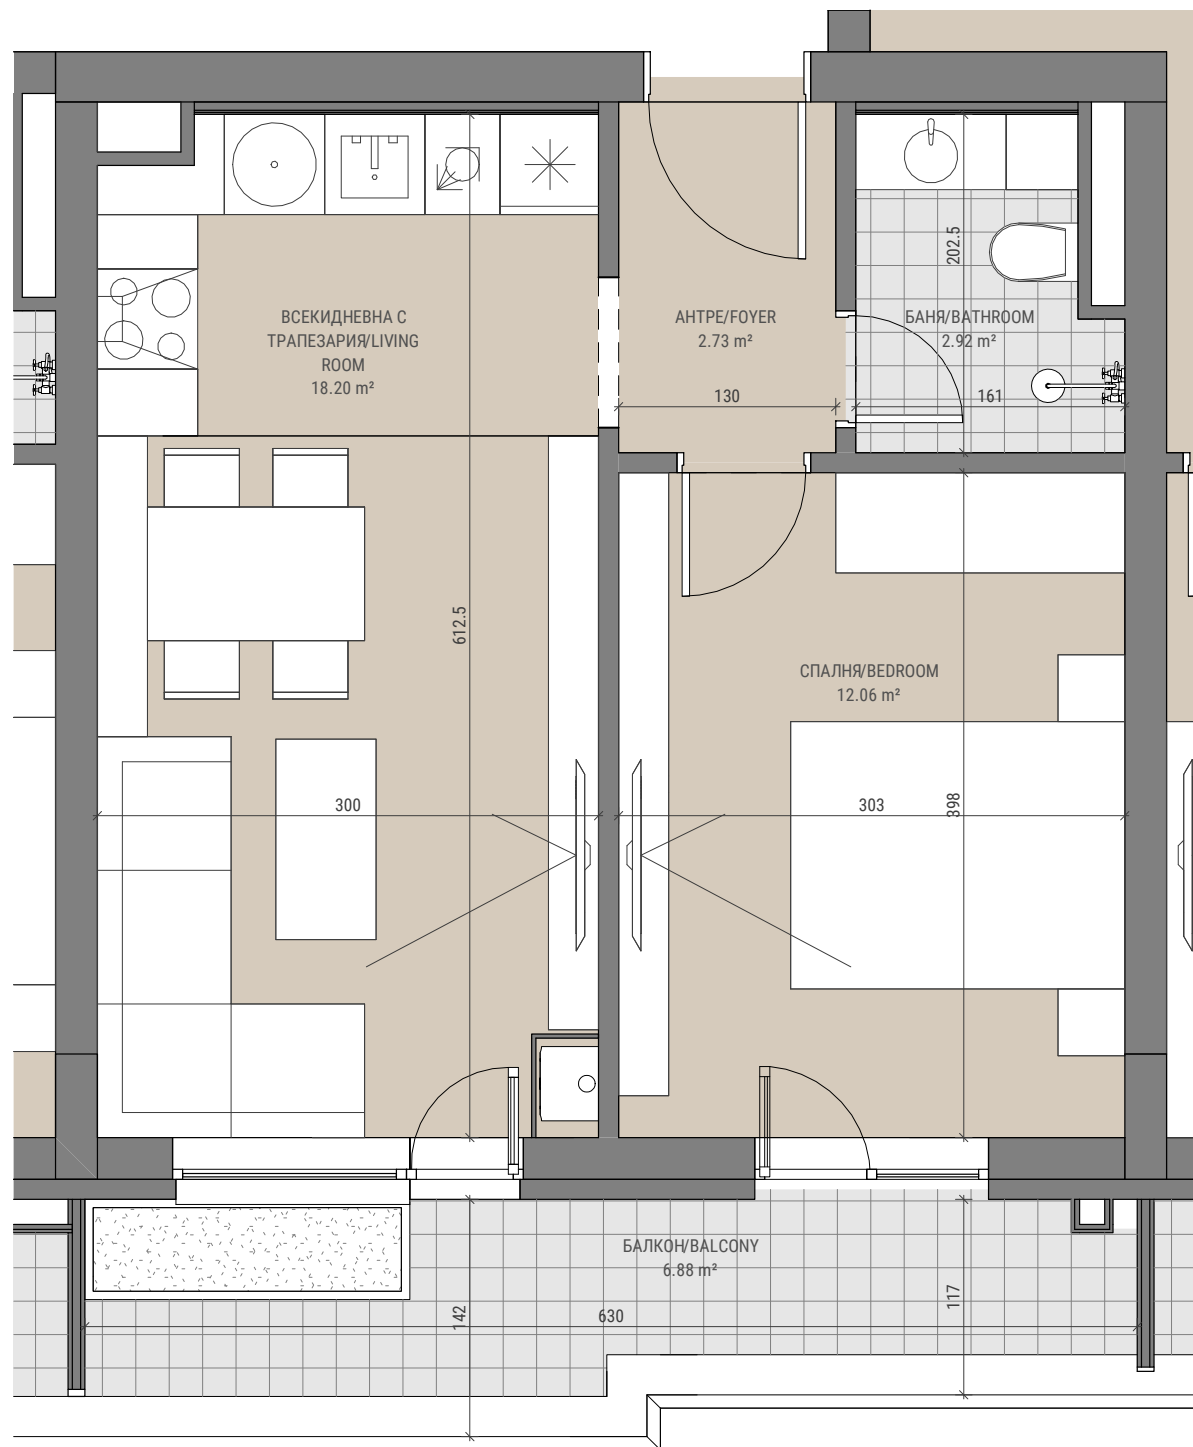 ВСЕКИДНЕВНА С
ТРАПЕЗАРИЯ/LIVING
ROOM
18.20 m²
АНТРЕ/FOYER
2.73 m²
130
202.5
БАНЯ/BATHROOM
2.92 m²
161
612.5
СПАЛНЯ/BEDROOM
12.06 m²
300
303
398
БАЛКОН/BALCONY
6.88 m²
142
630
117